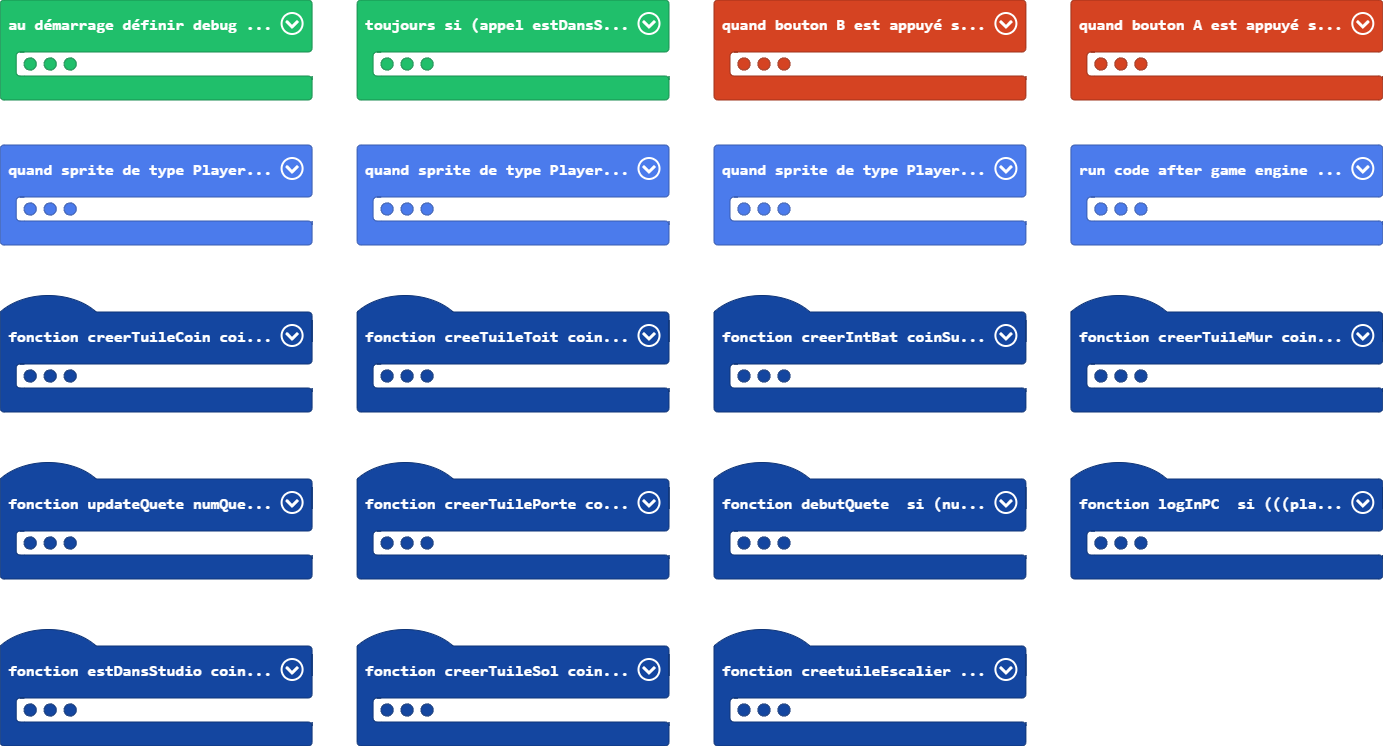 au démarrage définir debug ...
toujours si (appel estDansS...
quand bouton B est appuyé s...
quand bouton A est appuyé s...
quand sprite de type Player...
quand sprite de type Player...
quand sprite de type Player...
run code after game engine ...
fonction creerTuileCoin coi...
fonction creeTuileToit coin...
fonction creerIntBat coinSu...
fonction creerTuileMur coin...
fonction updateQuete numQue...
fonction creerTuilePorte co...
fonction debutQuete  si (nu...
fonction logInPC  si (((pla...
fonction estDansStudio coin...
fonction creerTuileSol coin...
fonction creetuileEscalier ...